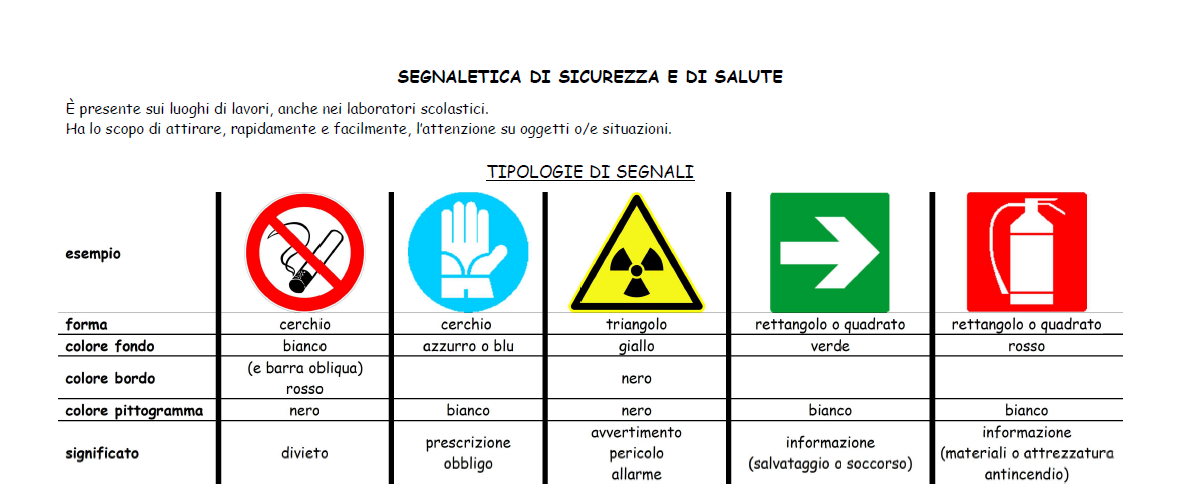 SEGNALETICA DI SICUREZZA E DI SALUTE
È presente sui luoghi di lavori, anche nei laboratori scolastici.
Ha lo scopo di attirare, rapidamente e facilmente, l'attenzione su oggetti o/e situazioni.
TIPOLOGIE DI SEGNALI
esempio
forma cerchio cerchio triangolo rettangolo o quadrato rettangolo o quadrato
colore fondo bianco azzurro o blu giallo verde rosso
colore bordo (e barra obliqua) rosso nero
colore pittogramma nero bianco nero bianco bianco
significato divieto prescrizione obbligo avvertimento pericolo allarme informazione (salvataggio o soccorso) informazione (materiali o attrezzatura antincendio)